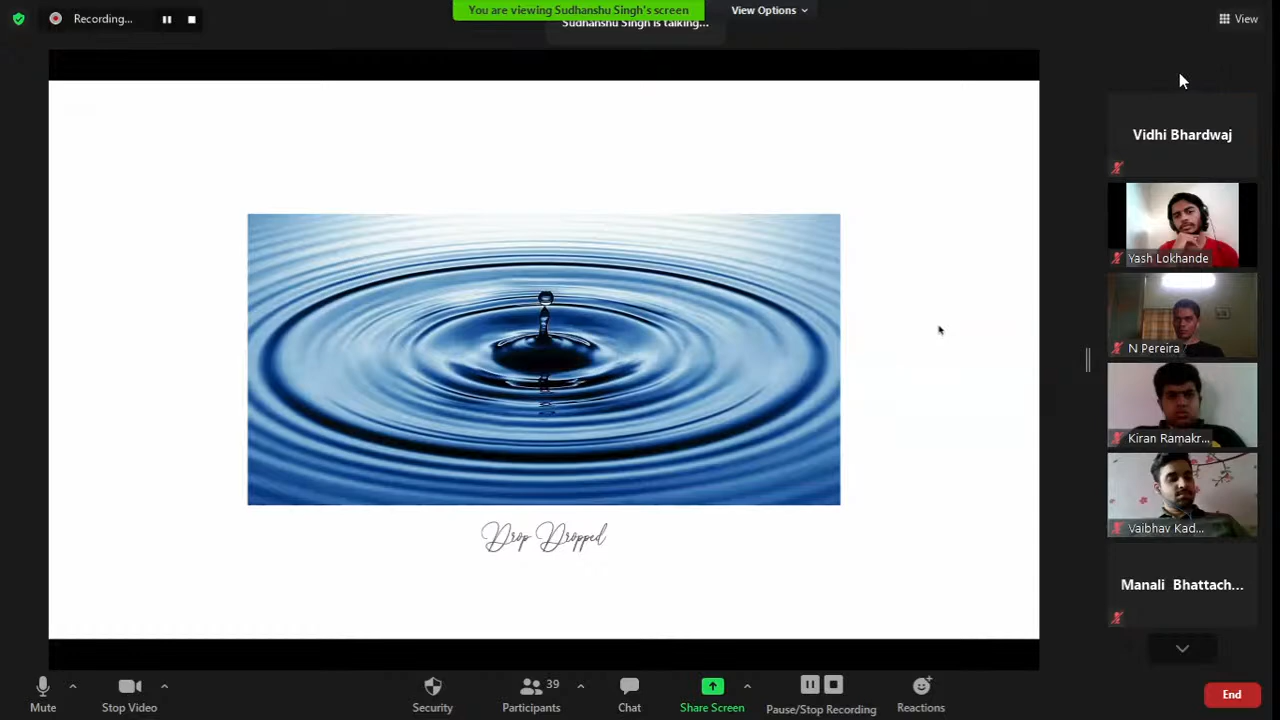 Recording...
You are viewing Sudhanshu Singh's screen
View Options
Sudhanshu Singh is talking...
View
Vidhi Bhardwaj
Yash Lokhande
N Pereira
Kiran Ramakr...
Vaibhav Kad...
Manali Bhattach...
Drop Dropped
Mute
Stop Video
Security
39
Participants
Chat
Share Screen
Pause/Stop Recording
Reactions
End